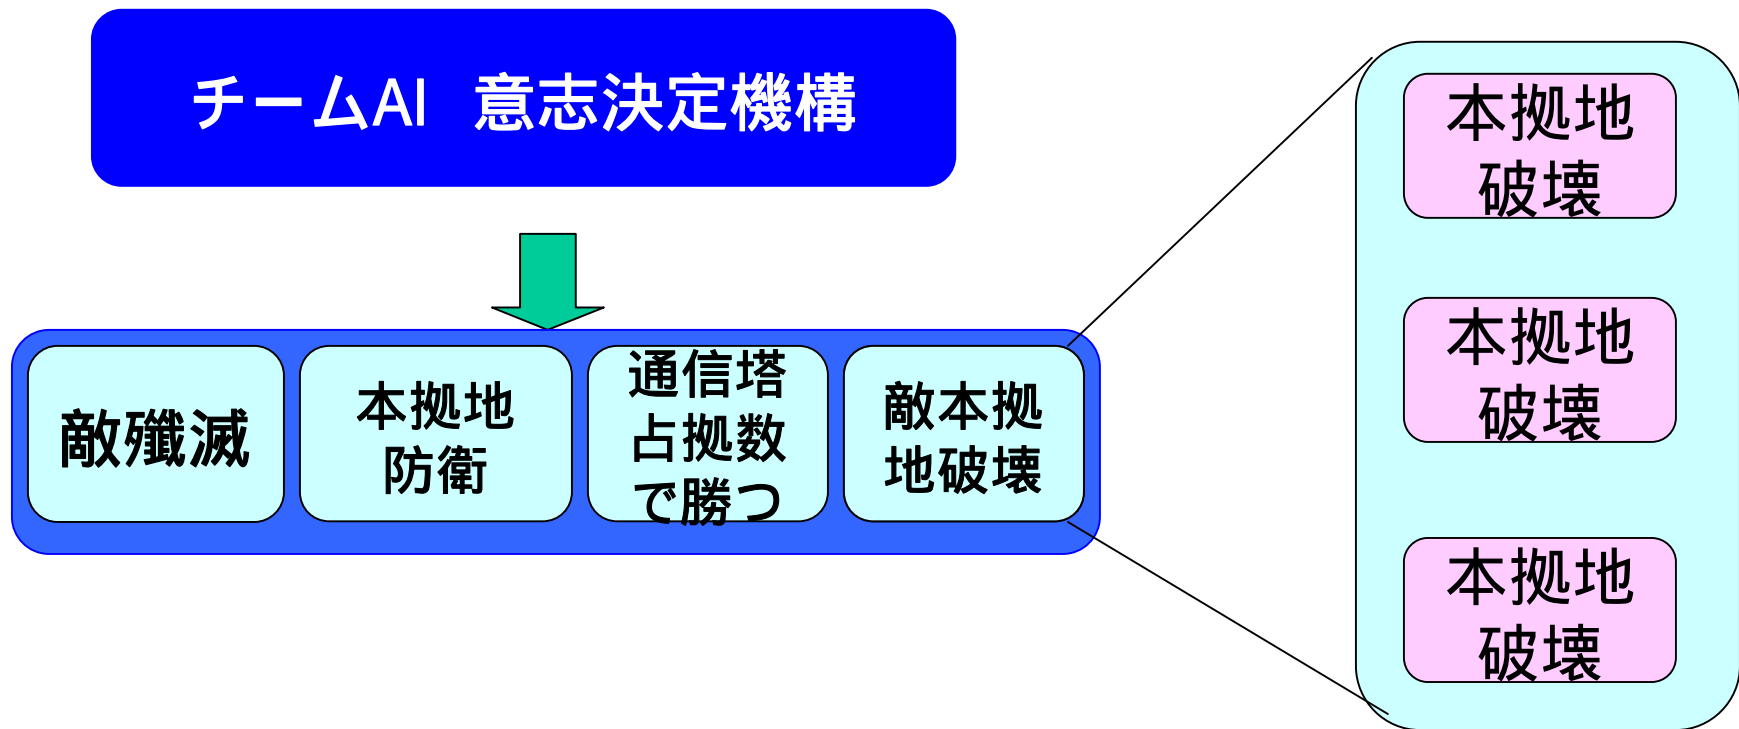 チームAI 意志決定機構
敵殲滅
本拠地
防衛
通信塔
占拠数
で勝つ
敵本拠
地破壊
本拠地
破壊
本拠地
破壊
本拠地
破壊